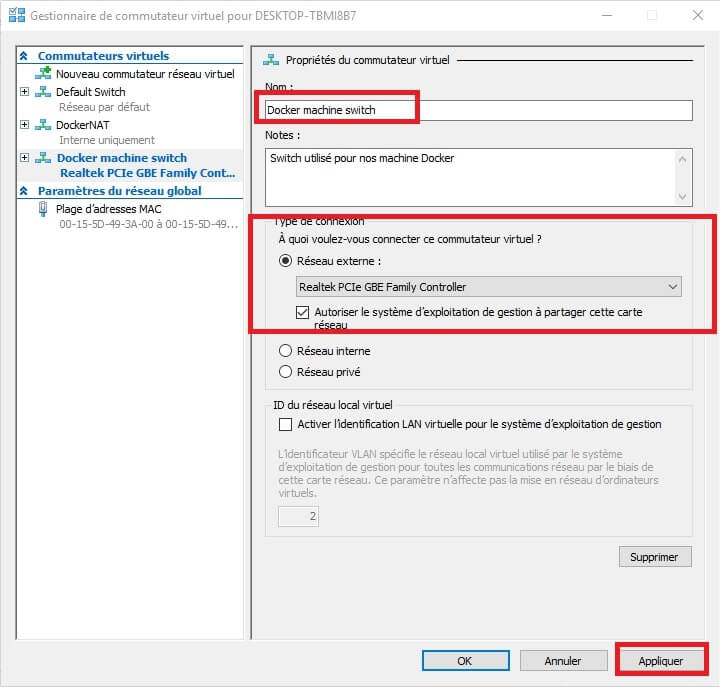 Gestionnaire de commutateur virtuel pour DESKTOP-TBMI8B7
Commutateurs virtuels
Nouveau commutateur réseau virtuel
Default Switch
Réseau par défaut
DockerNAT
Interne uniquement
Docker machine switch
Realtek PCIe GBE Family Cont...
Paramètres du réseau global
Plage d'adresses MAC
00-15-5D-49-3A-00 à 00-15-5D-49...
Propriétés du commutateur virtuel
Nom :
Docker machine switch
Notes :
Switch utilisé pour nos machine Docker
Type de connexion
À quoi voulez-vous connecter ce commutateur virtuel ?
Réseau externe :
Realtek PCIe GBE Family Controller
Autoriser le système d'exploitation de gestion à partager cette carte
réseau
Réseau interne
Réseau privé
ID du réseau local virtuel
Activer l'identification LAN virtuelle pour le système d'exploitation de gestion
L'identificateur VLAN spécifie le réseau local virtuel utilisé par le système
d'exploitation de gestion pour toutes les communications réseau par le biais de
cette carte réseau. Ce paramètre n'affecte pas la mise en réseau d'ordinateurs
virtuels.
2
Supprimer
OK
Annuler
Appliquer